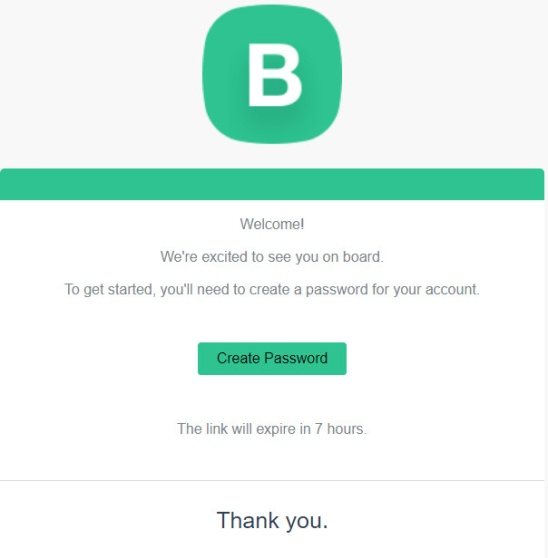 B
Welcome!
We're excited to see you on board.
To get started, you'll need to create a password for your account.
Create Password
The link will expire in 7 hours.
Thank you.